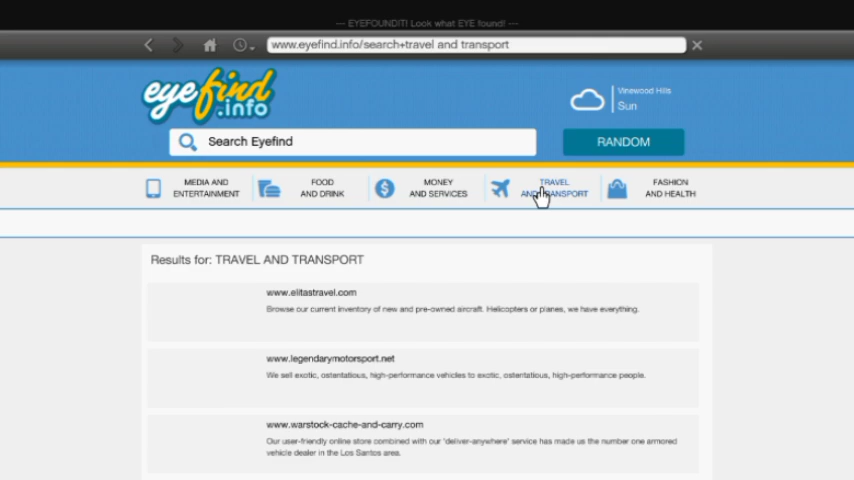 --- EYEFOUNDIT! Look what EYE found! ---
www.eyefind.info/search+travel and transport
eyefind
.info
Vinewood Hills
Sun
Search Eyefind
RANDOM
MEDIA AND
ENTERTAINMENT
FOOD
AND DRINK
MONEY
AND SERVICES
TRAVEL
AND TRANSPORT
FASHION
AND HEALTH
Results for: TRAVEL AND TRANSPORT
www.elitastravel.com
Browse our current inventory of new and pre-owned aircraft. Helicopters or planes, we have everything.
www.legendarymotorsport.net
We sell exotic, ostentatious, high-performance vehicles to exotic, ostentatious, high-performance people.
www.warstock-cache-and-carry.com
Our user-friendly online store combined with our 'deliver-anywhere' service has made us the number one armored
vehicle dealer in the Los Santos area.